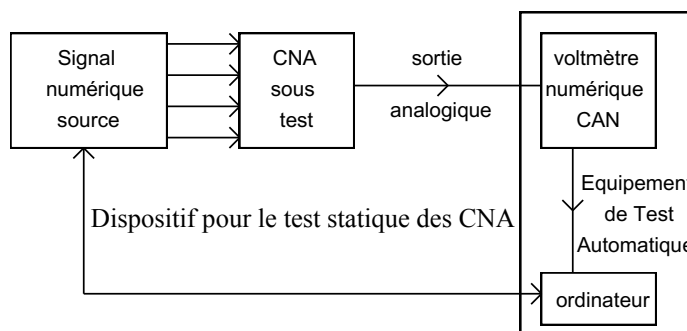 Signal
numérique
source
CNA
sous
test
sortie
analogique
voltmètre
numérique
CAN
Equipement
de Test
Automatique
Dispositif pour le test statique des CNA
ordinateur